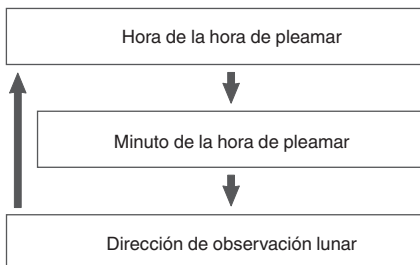 Hora de la hora de pleamar
Minuto de la hora de pleamar
Dirección de observación lunar